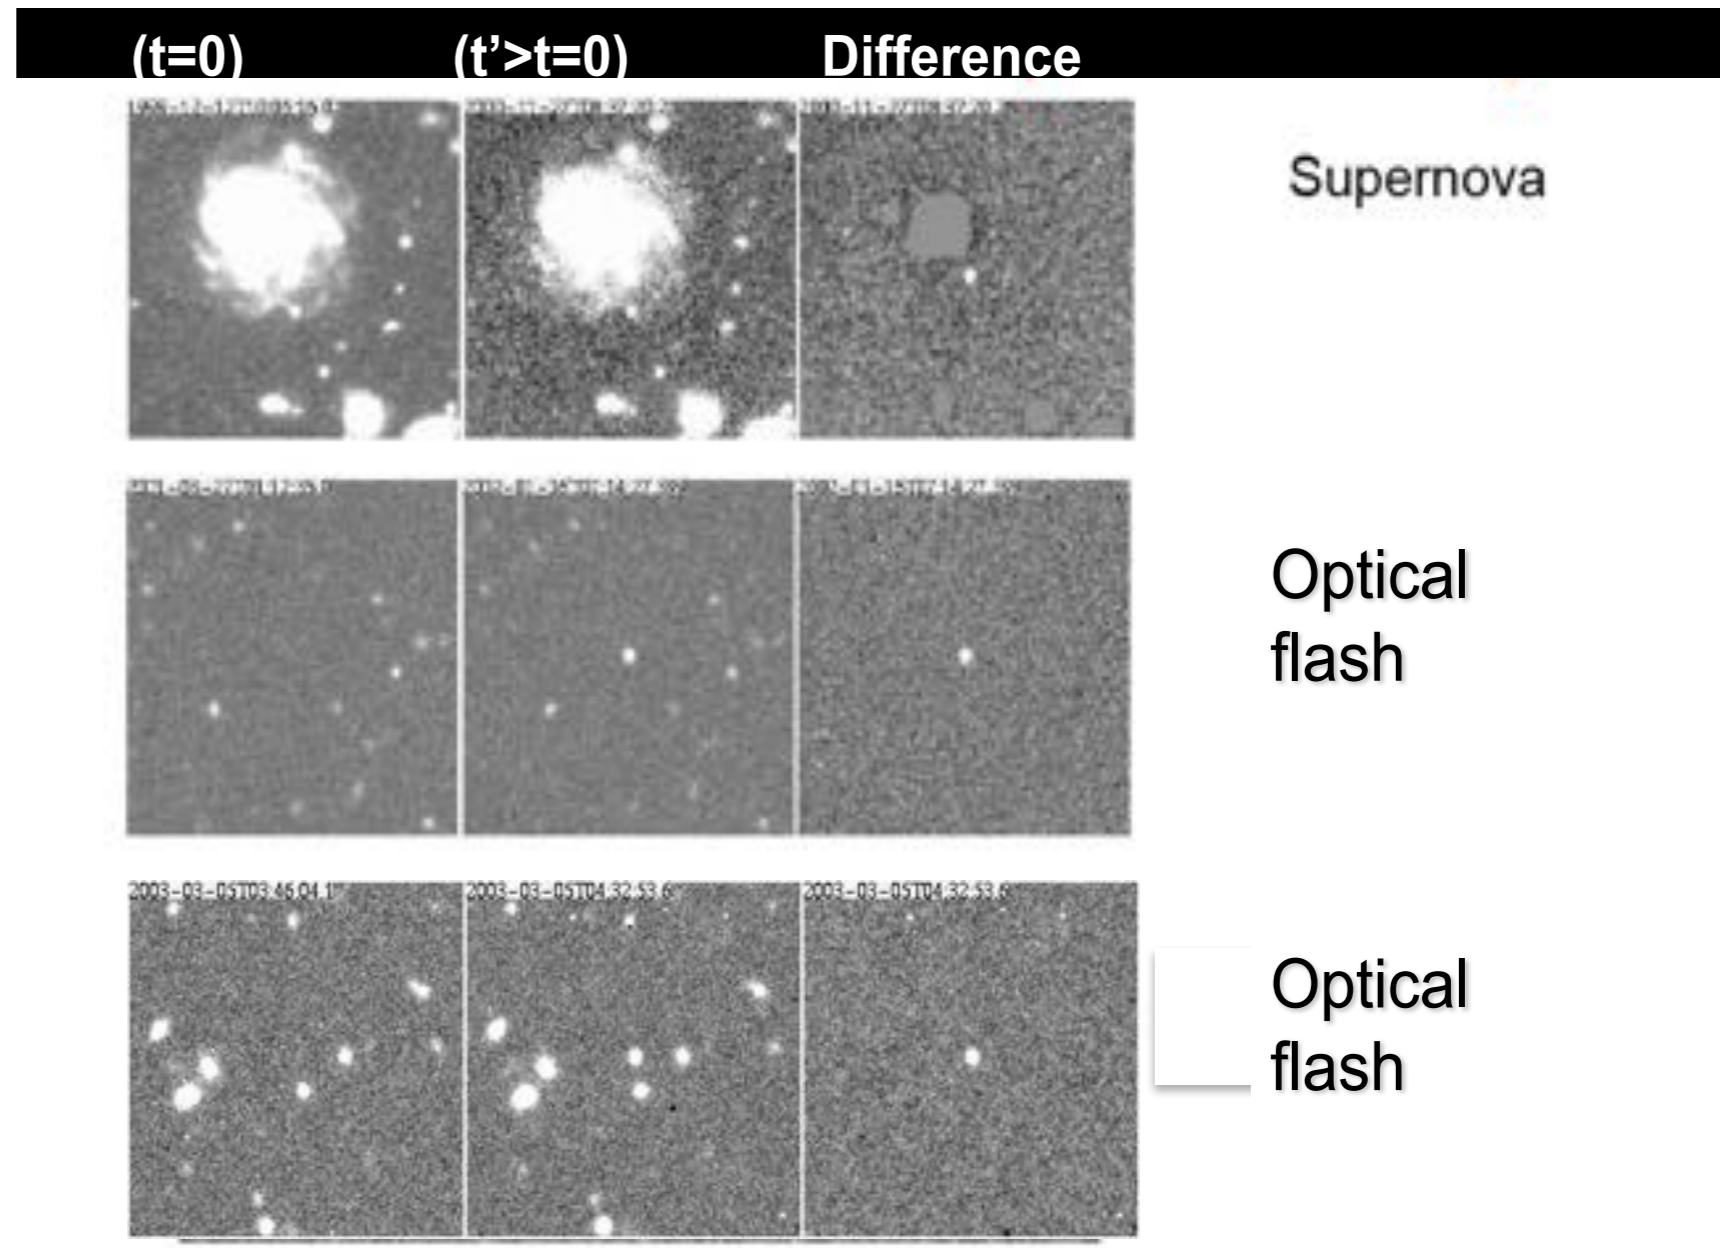 (t=0) (t’>t=0) Difference
Supernova
Optical
flash
2003-03-05T03:46:04.1 2003-03-05T04:32:53.6 2003-03-05T04:32:53.6
Optical
flash